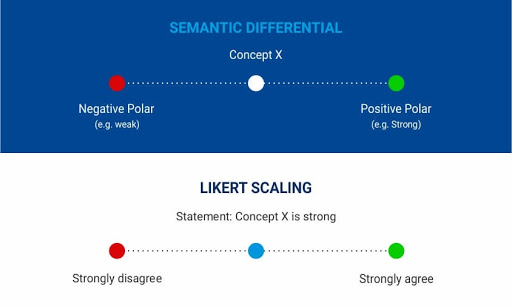 SEMANTIC DIFFERENTIAL
Concept X
Negative Polar
(e.g. weak)
Positive Polar
(e.g. Strong)
LIKERT SCALING
Statement: Concept X is strong
Strongly disagree
Strongly agree